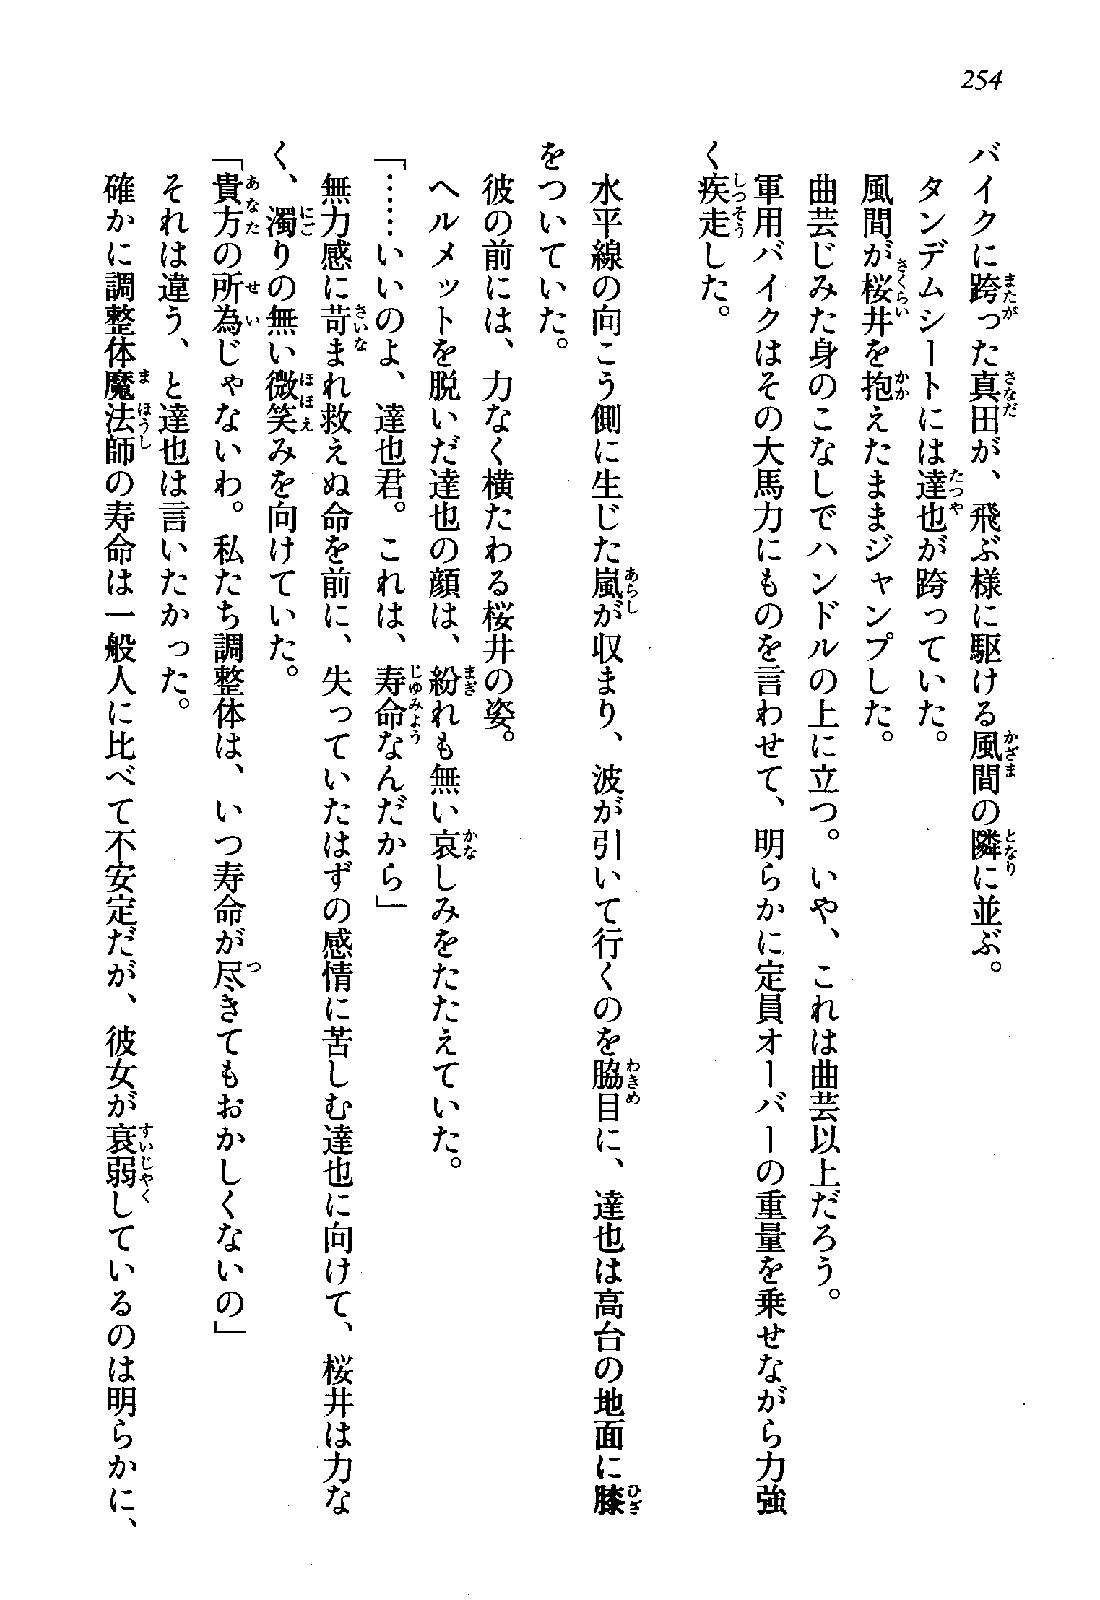 254
バイクに跨った真田が、飛ぶ様に駆ける風間の隣に並ぶ。
タンデムシートには達也が跨っていた。
風間が桜井を抱えたままジャンプした。
曲芸じみた身のこなしでハンドルの上に立つ。いや、これは曲芸以上だろう。
軍用バイクはその大馬力にものを言わせて、明らかに定員オーバーの重量を乗せながら力強
く疾走した。
水平線の向こう側に生じた嵐が収まり、波が引いて行くのを脇目に、達也は高台の地面に膝
をついていた。
彼の前には、力なく横たわる桜井の姿。
ヘルメットを脱いだ達也の顔は、紛れも無い哀しみをたたえていた。
「……いいのよ、達也君。これは、寿命なんだから」
無力感に苛まれ救えぬ命を前に、失っていたはずの感情に苦しむ達也に向けて、桜井は力な
く、濁りの無い微笑みを向けていた。
「貴方の所為じゃないわ。私たち調整体は、いつ寿命が尽きてもおかしくないの」
それは違う、と達也は言いたかった。
確かに調整体魔法師の寿命は一般人に比べて不安定だが、彼女が衰弱しているのは明らかに、